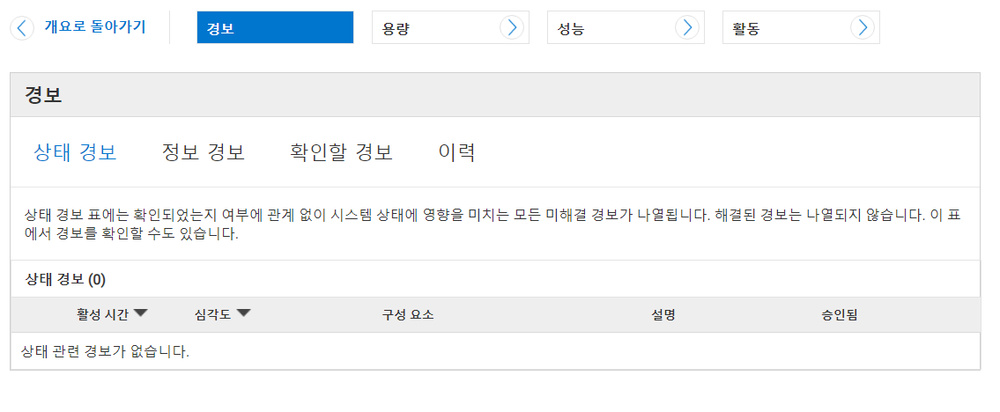 개요로 돌아가기
경보
용량
성능
활동
경보
상태 경보
정보 경보
확인할 경보
이력
상태 경보 표에는 확인되었는지 여부에 관계 없이 시스템 상태에 영향을 미치는 모든 미해결 경보가 나열됩니다. 해결된 경보는 나열되지 않습니다. 이 표
에서 경보를 확인할 수도 있습니다.
상태 경보 (0)
활성 시간
심각도
구성 요소
설명
승인됨
상태 관련 경보가 없습니다.